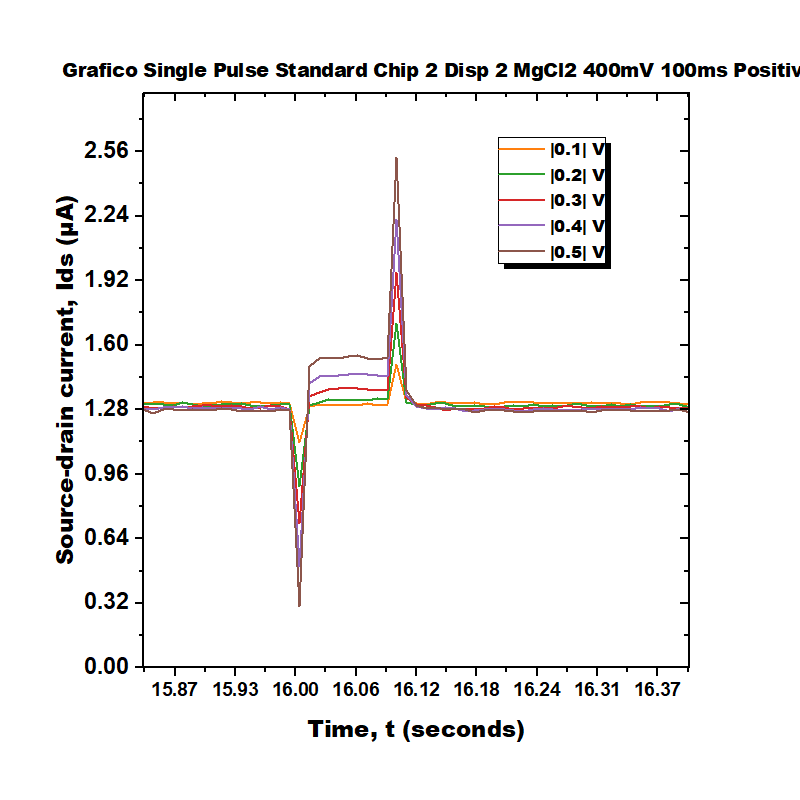 Grafico Single Pulse Standard Chip 2 Disp 2 MgCl2 400mV 100ms Positiv
|0.1| V
|0.2| V
|0.3| V
|0.4| V
|0.5| V
Source-drain current, Ids (µA)
2.56
2.24
1.92
1.60
1.28
0.96
0.64
0.32
0.00
15.87 15.93 16.00 16.06 16.12 16.18 16.24 16.31 16.37
Time, t (seconds)